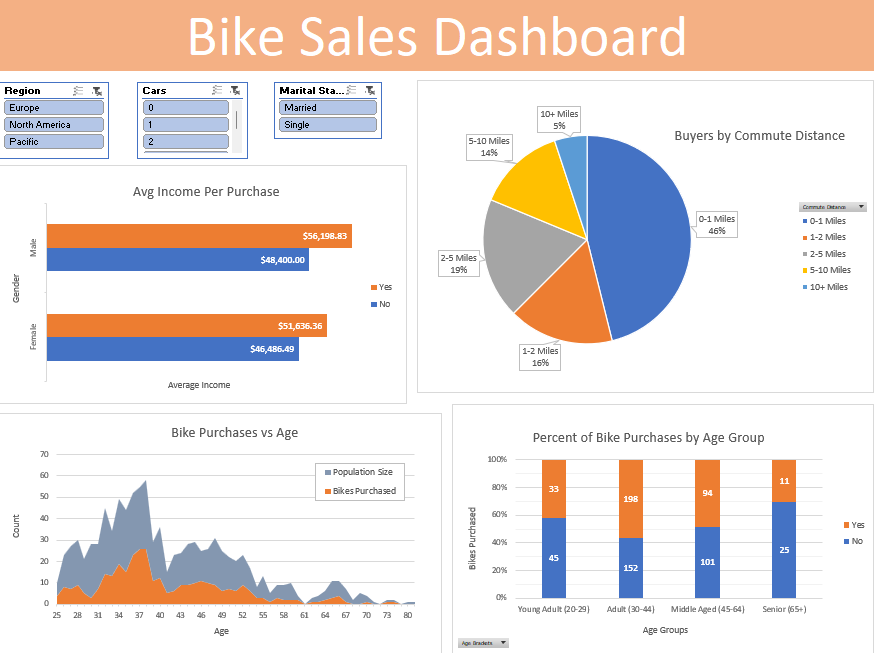 Bike Sales Dashboard
Region
Europe
North America
Pacific
Cars
0
1
2
Marital Sta...
Married
Single
Avg Income Per Purchase
Gender
Male
$56,198.83
$48,400.00
Female
$51,636.36
$46,486.49
Average Income
Yes
No
Buyers by Commute Distance
10+ Miles
5%
5-10 Miles
14%
0-1 Miles
46%
2-5 Miles
19%
1-2 Miles
16%
Commute Distance
0-1 Miles
1-2 Miles
2-5 Miles
5-10 Miles
10+ Miles
Bike Purchases vs Age
Count
70
60
50
40
30
20
10
0
Population Size
Bikes Purchased
25 28 31 34 37 40 43 46 49 52 55 58 61 64 67 70 73 80
Age
Percent of Bike Purchases by Age Group
Bikes Purchased
100%
80%
60%
40%
20%
0%
33 198 94 11
45 152 101 25
Young Adult (20-29) Adult (30-44) Middle Aged (45-64) Senior (65+)
Age Groups
Yes
No
Age Brackets